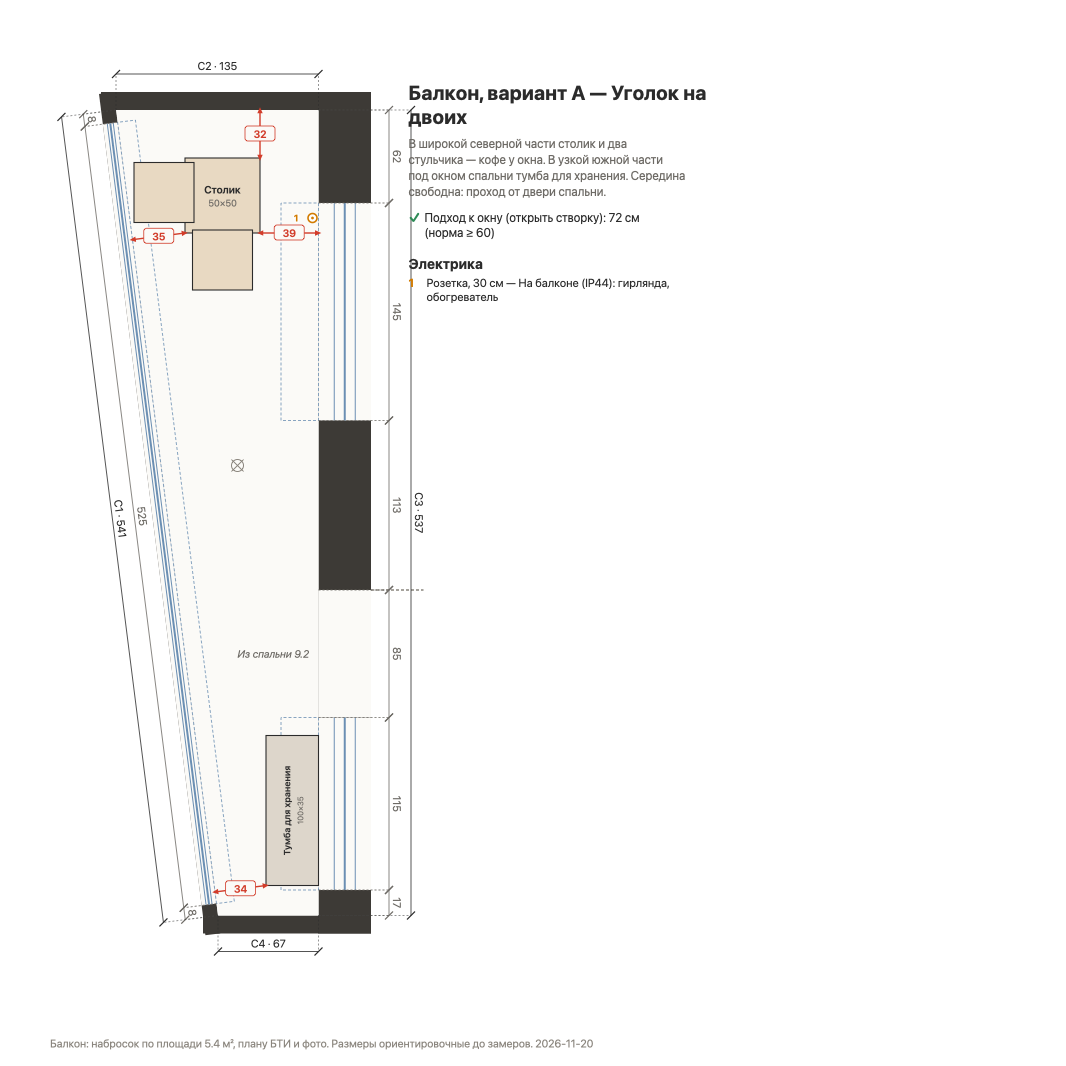 С2 · 135
Балкон, вариант А — Уголок на
двоих
В широкой северной части столик и два
стульчика — кофе у окна. В узкой южной части
под окном спальни тумба для хранения. Середина
свободна: проход от двери спальни.
Подход к окну (открыть створку): 72 см
(норма ≥ 60)
Электрика
1 Розетка, 30 см — На балконе (IP44): гирлянда,
обогреватель
8
32
62
Столик
50×50
1
35
39
145
С1 · 541
525
113
С3 · 537
Из спальни 9.2
85
Тумба для хранения
100×35
115
34
8
17
С4 · 67
Балкон: набросок по площади 5.4 м², плану БТИ и фото. Размеры ориентировочные до замеров. 2026-11-20